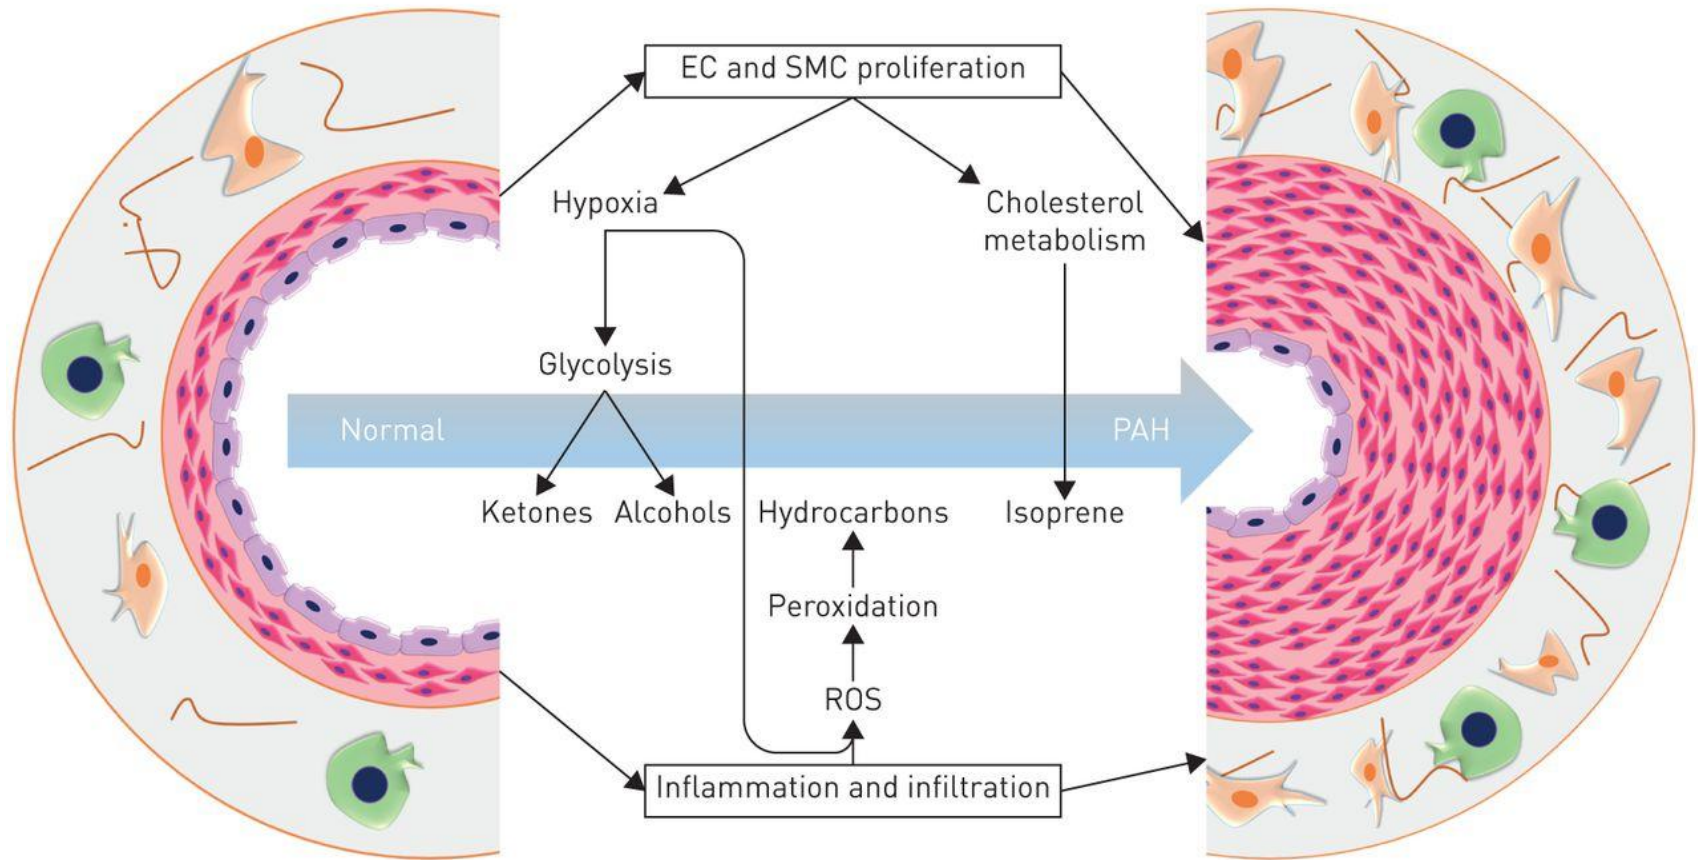 EC and SMC proliferation
Hypoxia
Cholesterol
metabolism
Glycolysis
Normal
PAH
Ketones
Alcohols
Hydrocarbons
Isoprene
Peroxidation
ROS
Inflammation and infiltration